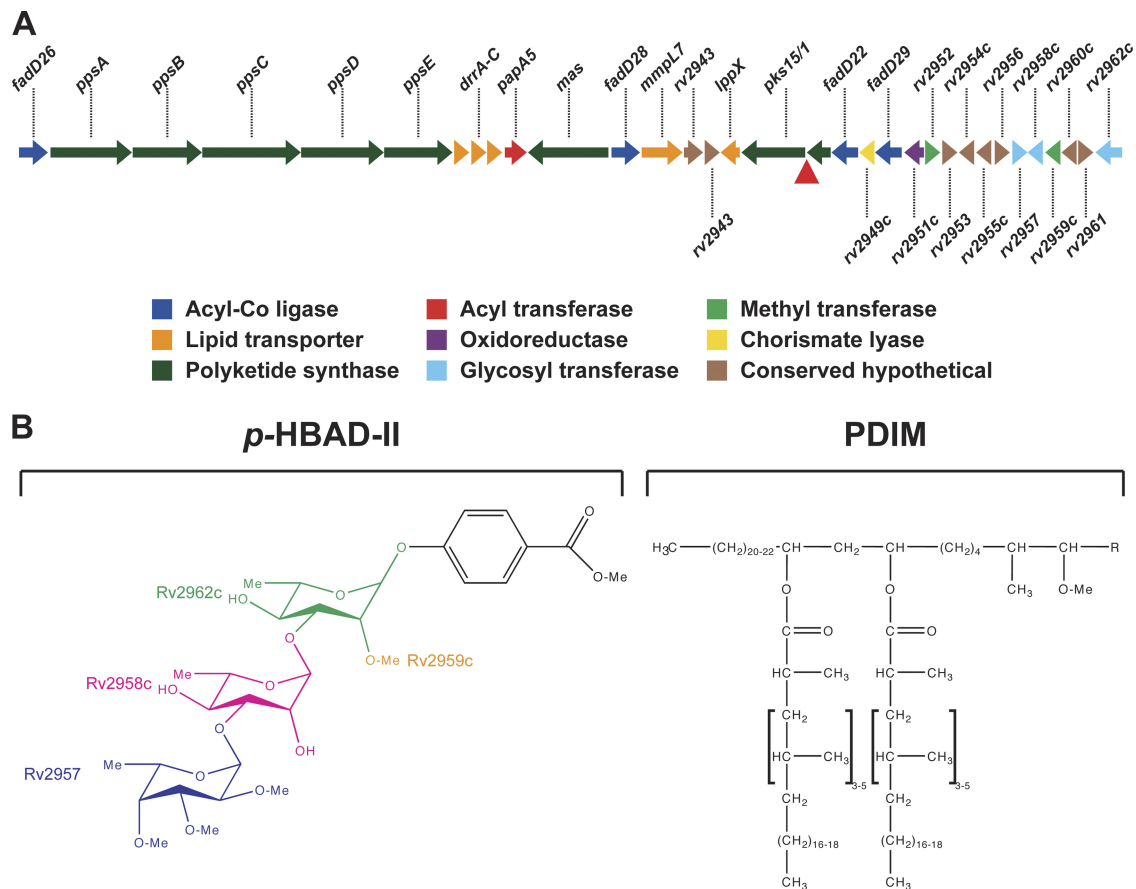 A
fadD26 ppsA ppsB ppsC ppsD ppsE drrA-C papA5 mas fadD28 mmpL7 rv2943 lppX pks15/1 fadD22 fadD29 rv2952 rv2954c rv2956 rv2958c rv2960c rv2962c
rv2943 rv2949c rv2951c rv2953 rv2955c rv2957 rv2959c rv2961
Acyl-Co ligase Acyl transferase Methyl transferase
Lipid transporter Oxidoreductase Chorismate lyase
Polyketide synthase Glycosyl transferase Conserved hypothetical
B
p-HBAD-II PDIM
O
O
O-Me
Me
O
Rv2962c HO
O
O-Me Rv2959c
Me
O
Rv2958c HO
O
OH
Rv2957 Me
O
O-Me
O-Me
O-Me
H₃C (CH₂)₂₀₋₂₂ CH CH₂ CH (CH₂)₄ CH CH R
O O CH₃ O-Me
C O C O
HC CH₃ HC CH₃
CH₂ CH₂
HC CH₃ HC CH₃
3-5 3-5
CH₂ CH₂
(CH₂)₁₆₋₁₈ (CH₂)₁₆₋₁₈
CH₃ CH₃